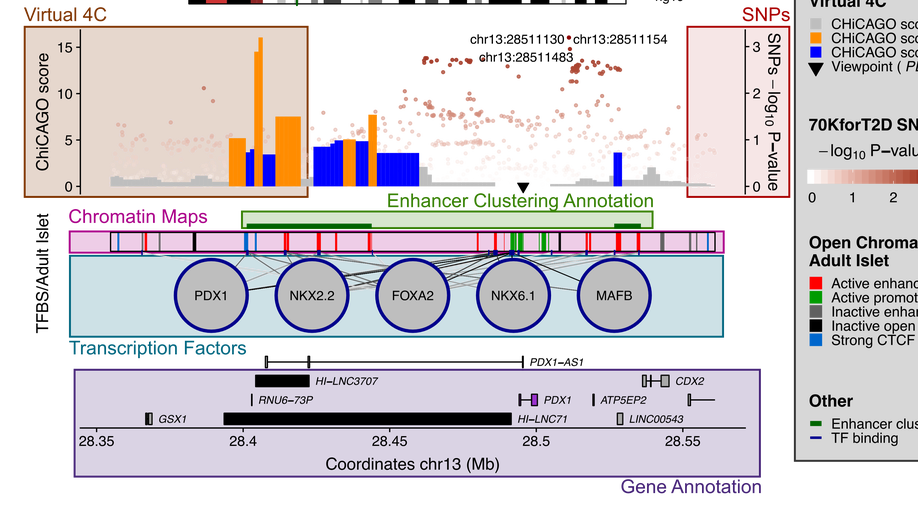 Virtual 4C
SNPs
CHiCAGO score
15
10
5
0
chr13:28511130
chr13:28511154
chr13:28511483
3
2
1
0
SNPs −log10 P−value
Enhancer Clustering Annotation
Chromatin Maps
TFBS/Adult Islet
PDX1
NKX2.2
FOXA2
NKX6.1
MAFB
Transcription Factors
PDX1−AS1
HI−LNC3707
CDX2
RNU6−73P
PDX1
ATP5EP2
GSX1
HI−LNC71
LINC00543
28.35
28.4
28.45
28.5
28.55
Coordinates chr13 (Mb)
Gene Annotation
Virtual 4C
CHiCAGO sco
CHiCAGO sco
CHiCAGO sco
Viewpoint ( P
70KforT2D SN
−log10 P−valu
0 1 2 3
Open Chroma
Adult Islet
Active enhanc
Active promot
Inactive enha
Inactive open
Strong CTCF
Other
Enhancer clus
TF binding